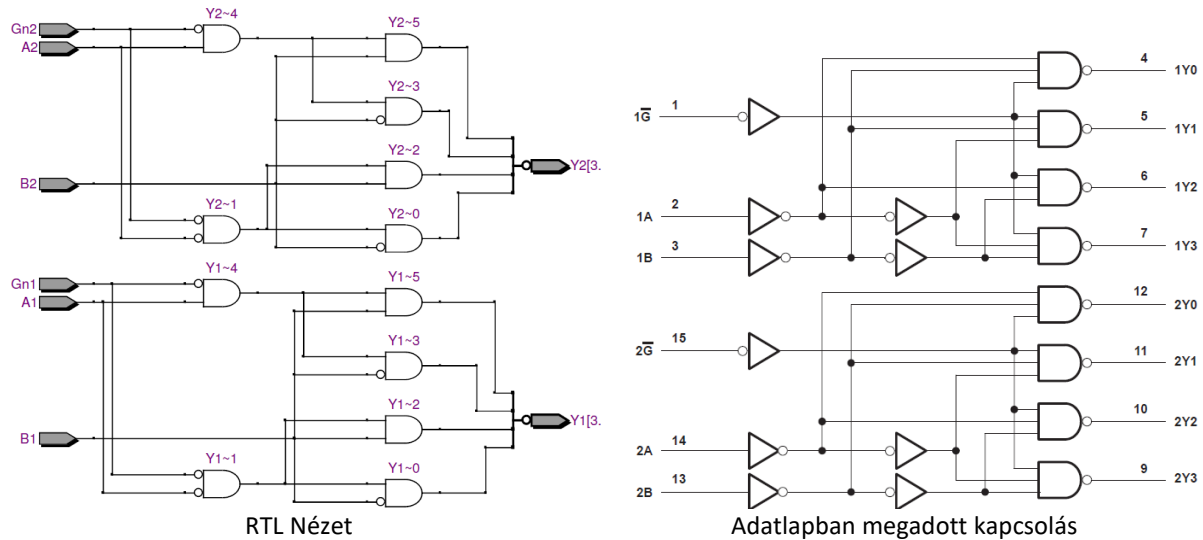 Y2~4
Y2~5
Gn2
A2
Y2~3
Y2~2
Y2[3.
B2
Y2~1
Y2~0
Y1~4
Y1~5
Gn1
A1
Y1~3
Y1~2
Y1[3.
B1
Y1~1
Y1~0
RTL Nézet
4 1Y0
1G̅ 1
5 1Y1
6 1Y2
1A 2
7 1Y3
1B 3
12 2Y0
2G̅ 15
11 2Y1
10 2Y2
2A 14
9 2Y3
2B 13
Adatlapban megadott kapcsolás